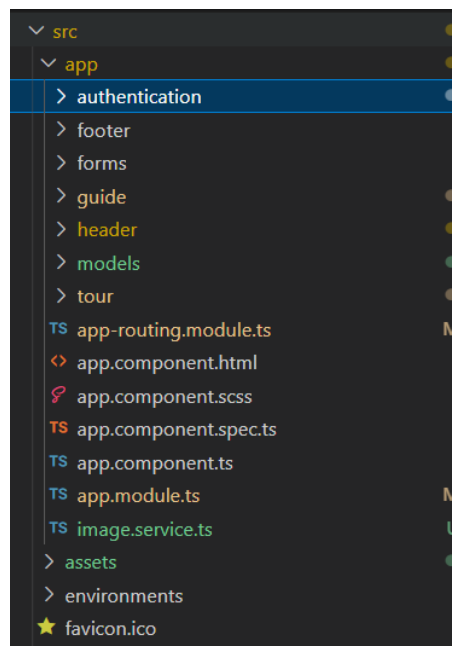 src
app
authentication
footer
forms
guide
header
models
tour
TS app-routing.module.ts M
<> app.component.html
app.component.scss
TS app.component.spec.ts
TS app.component.ts
TS app.module.ts M
TS image.service.ts U
assets
environments
favicon.ico